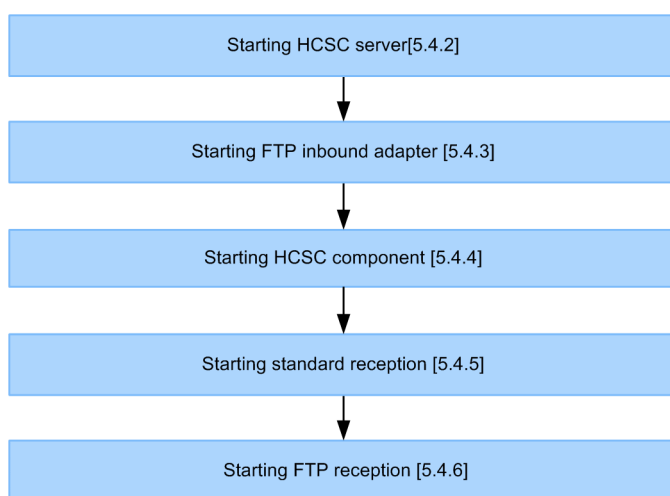 Starting HCSC server[5.4.2]
Starting FTP inbound adapter [5.4.3]
Starting HCSC component [5.4.4]
Starting standard reception [5.4.5]
Starting FTP reception [5.4.6]